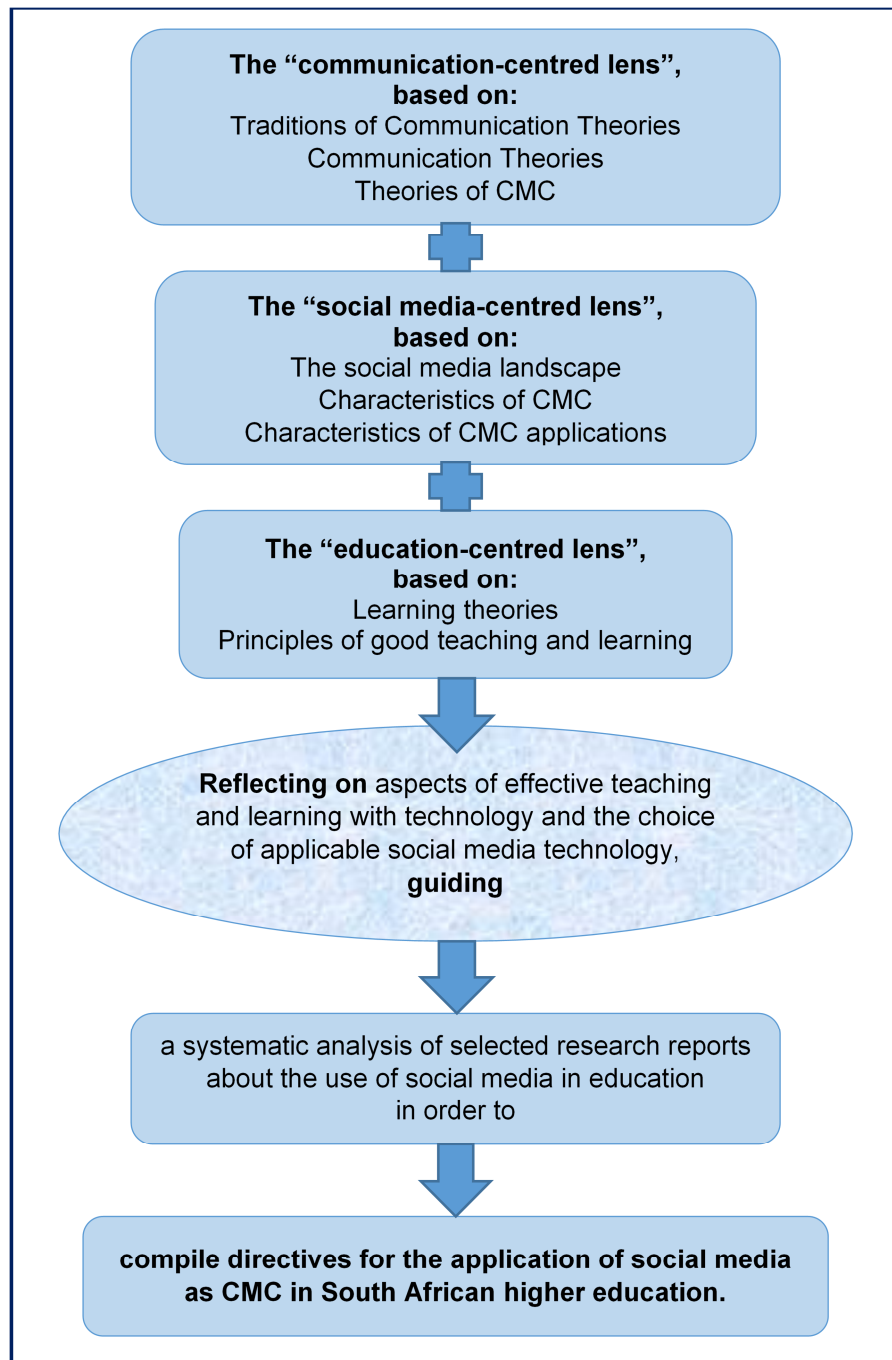 The “communication-centred lens”,
based on:
Traditions of Communication Theories
Communication Theories
Theories of CMC
The “social media-centred lens”,
based on:
The social media landscape
Characteristics of CMC
Characteristics of CMC applications
The “education-centred lens”,
based on:
Learning theories
Principles of good teaching and learning
Reflecting on aspects of effective teaching
and learning with technology and the choice
of applicable social media technology,
guiding
a systematic analysis of selected research reports
about the use of social media in education
in order to
compile directives for the application of social media
as CMC in South African higher education.